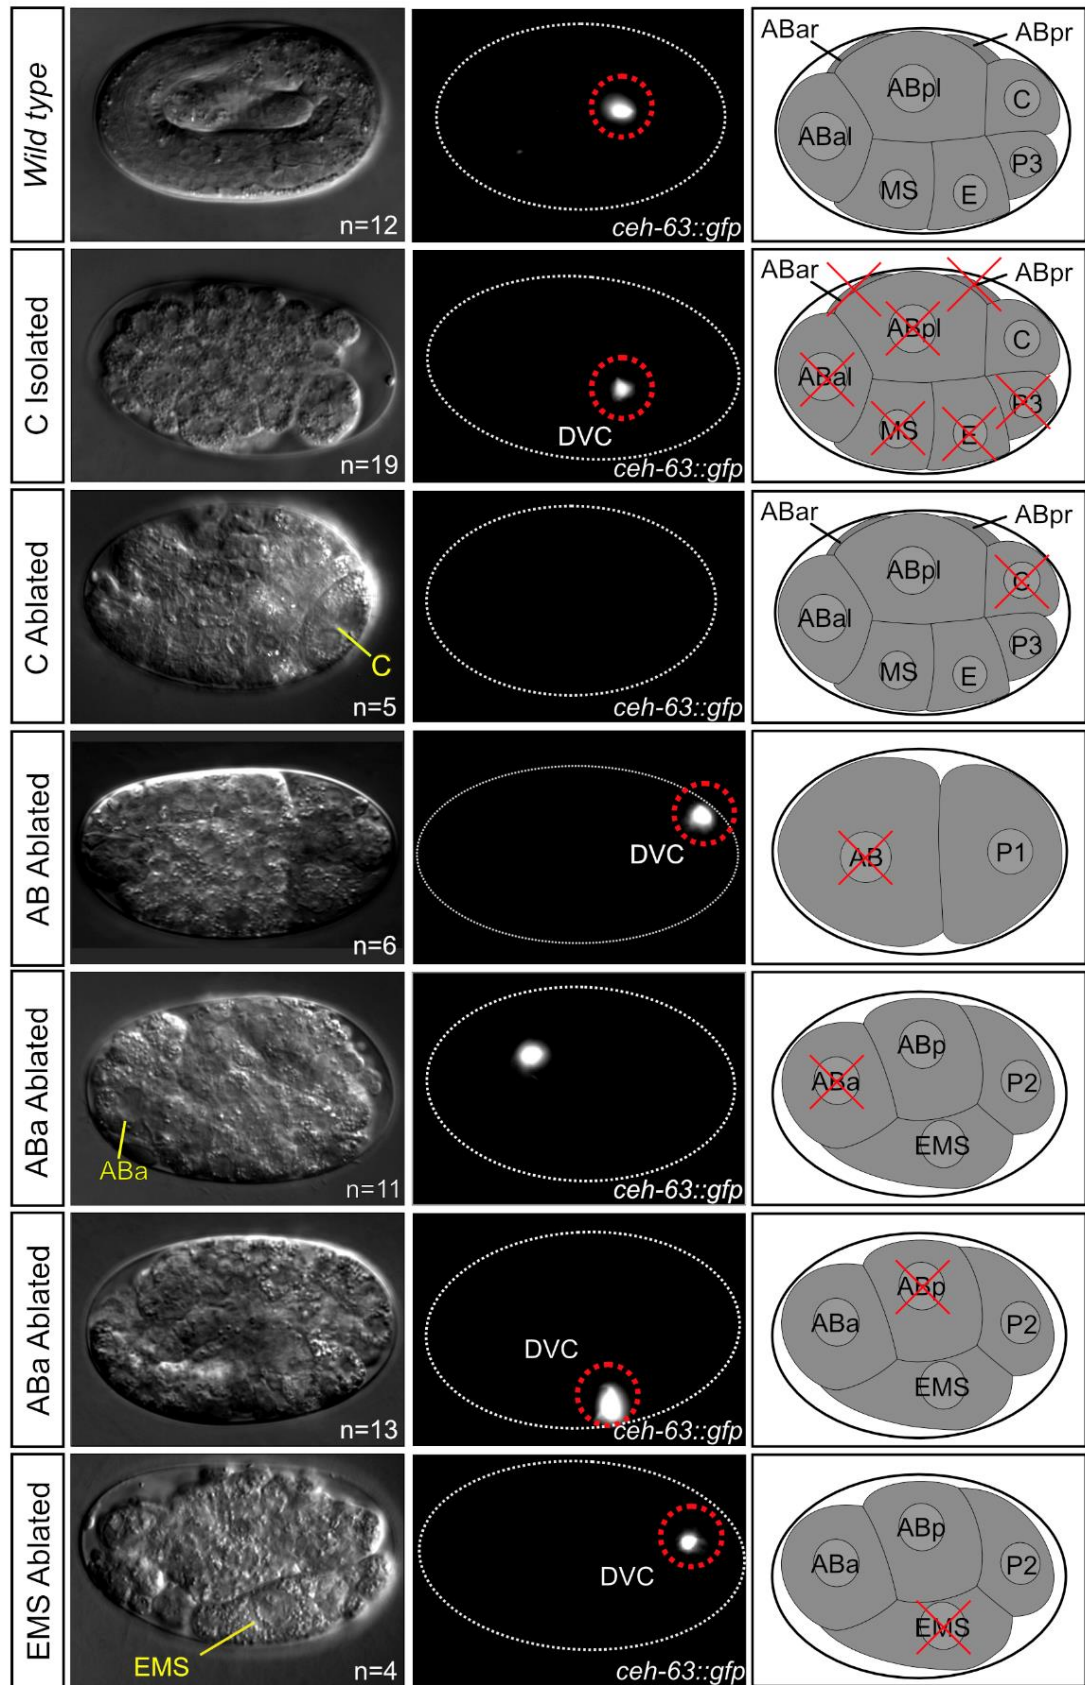 Wild type
n=12
ceh-63::gfp
ABar
ABpr
ABpl
C
ABal
P3
MS
E
C Isolated
n=19
DVC
ceh-63::gfp
ABar
ABpr
ABpl
C
ABal
P3
MS
E
C Ablated
C
n=5
ceh-63::gfp
ABar
ABpr
ABpl
C
ABal
P3
MS
E
AB Ablated
n=6
DVC
AB
P1
ABa Ablated
ABa
n=11
ceh-63::gfp
ABp
ABa
P2
EMS
ABa Ablated
n=13
DVC
ceh-63::gfp
ABp
ABa
P2
EMS
EMS Ablated
EMS
n=4
DVC
ceh-63::gfp
ABp
ABa
P2
EMS